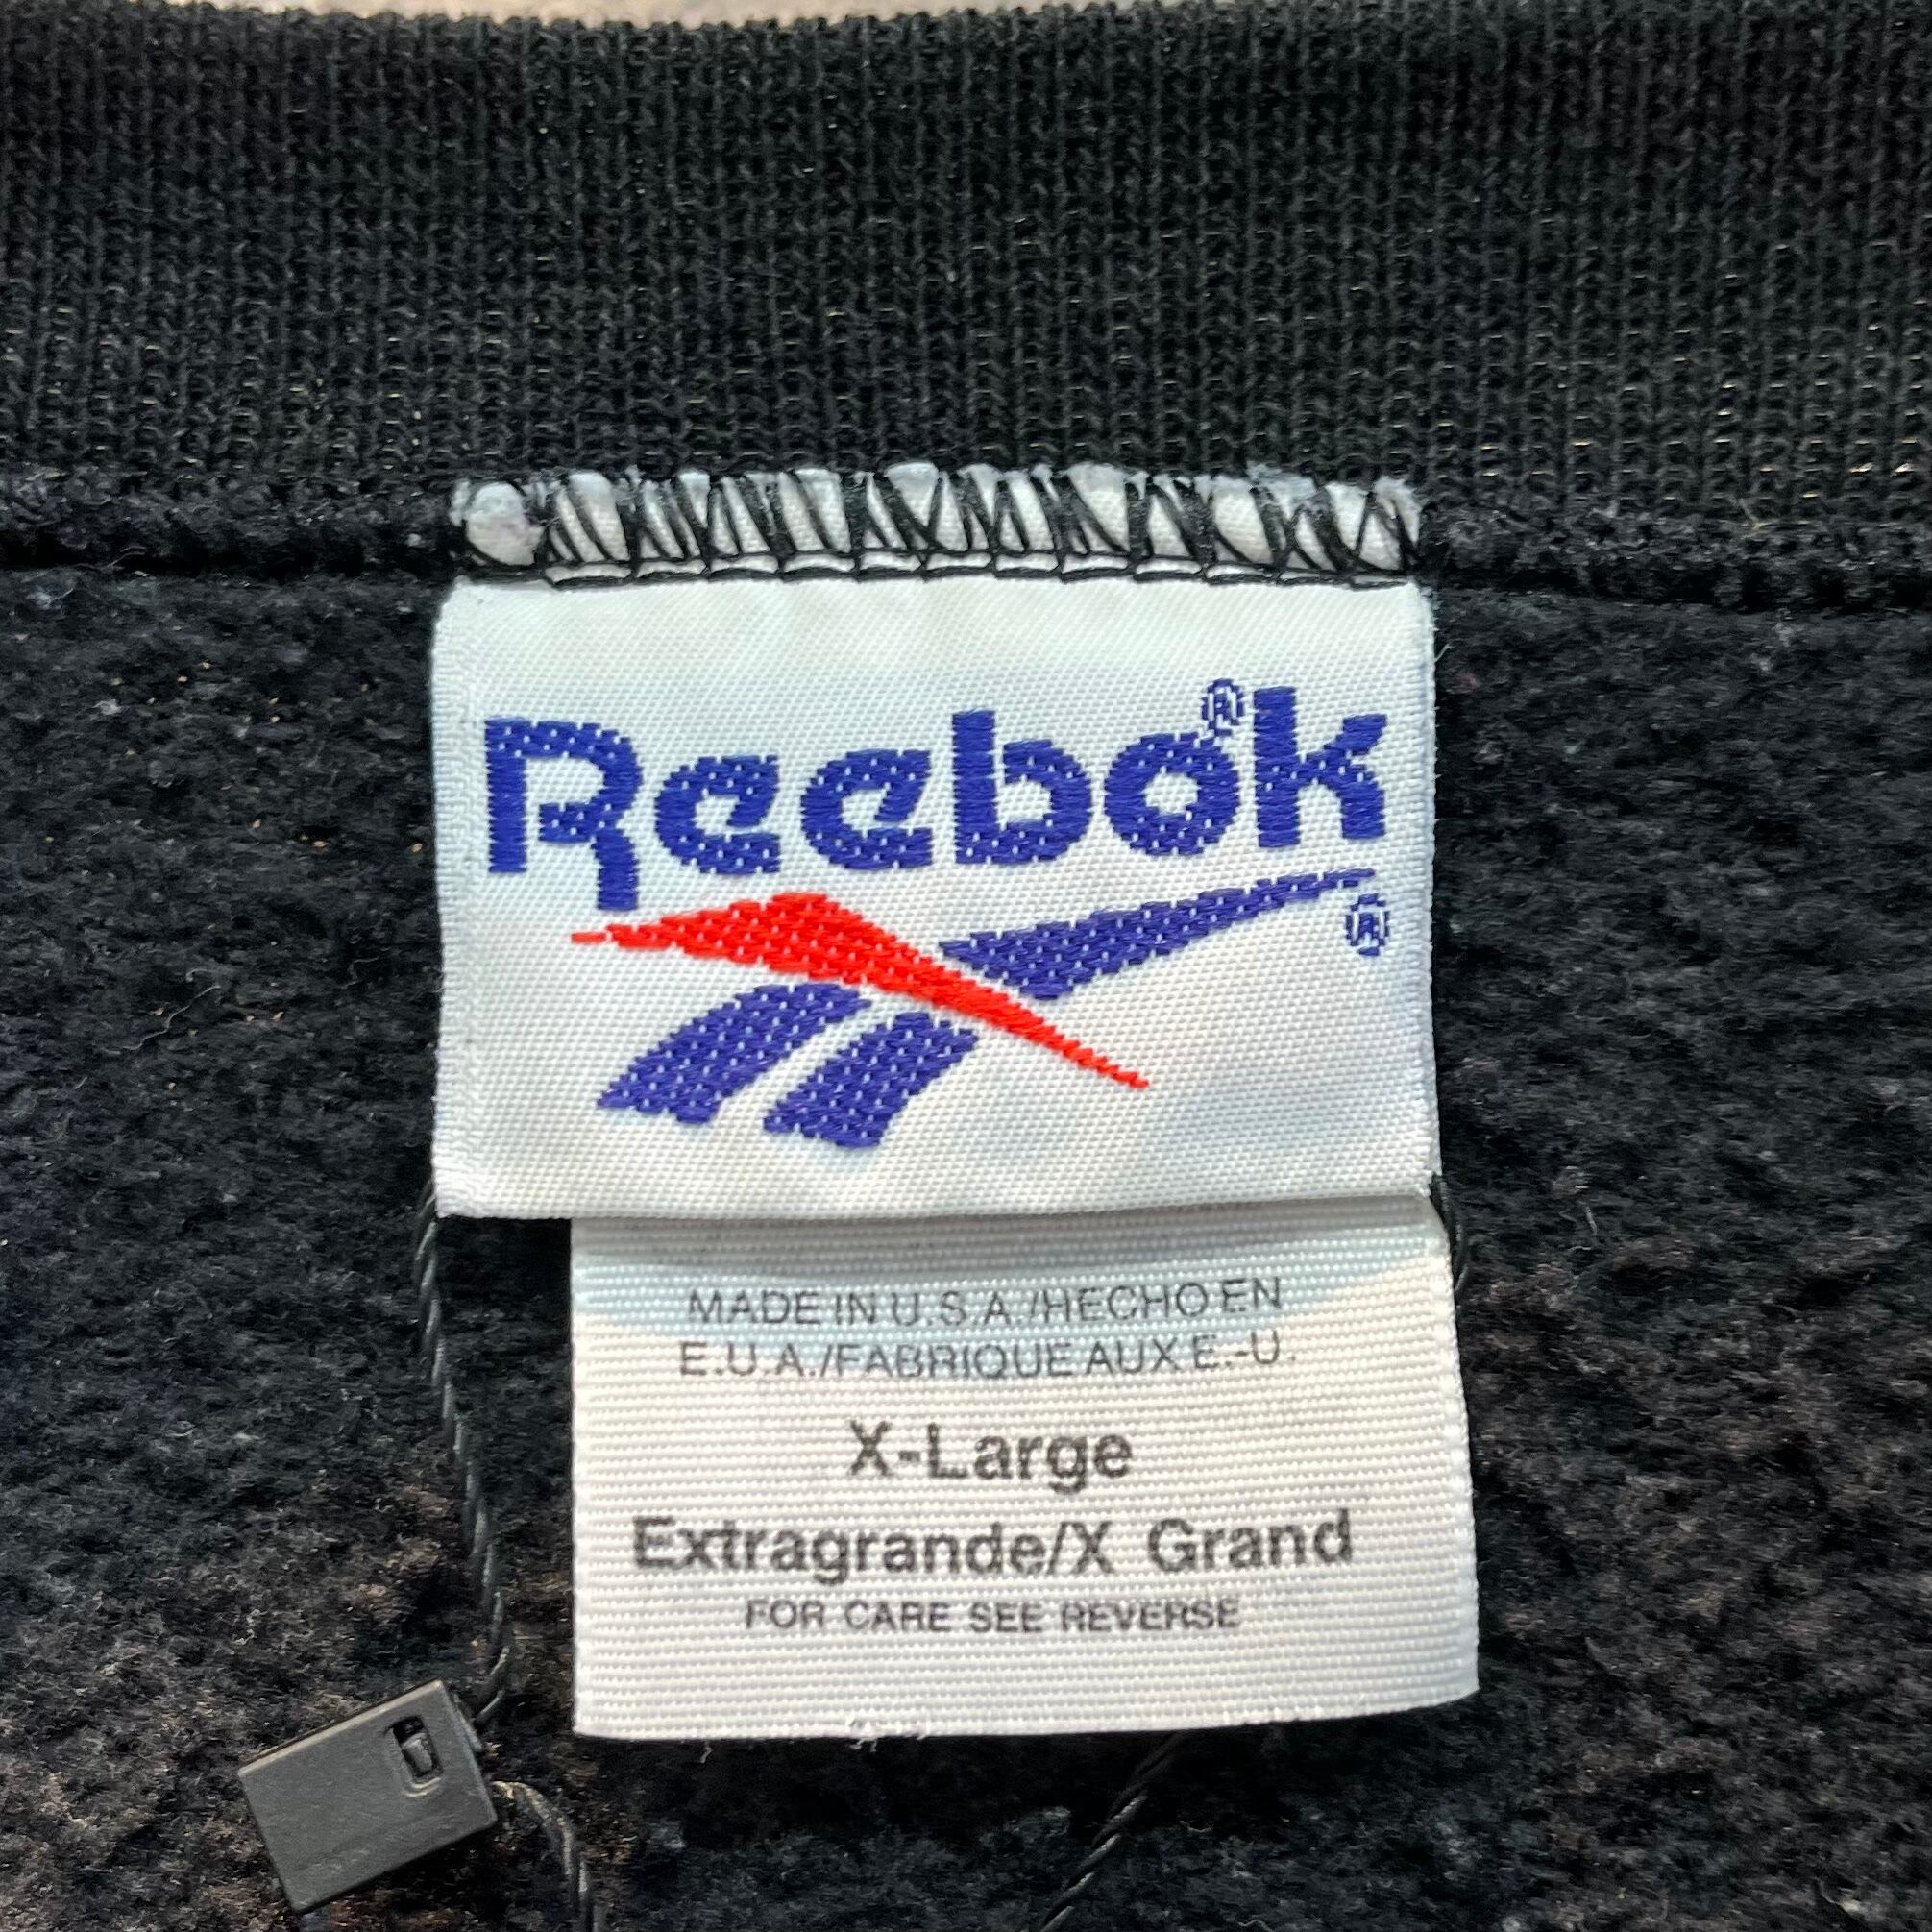 Reebok®
®
MADE IN U.S.A./HECHO EN
E.U.A./FABRIQUE AUX E.-U.
X-Large
Extragrande/X Grand
FOR CARE SEE REVERSE